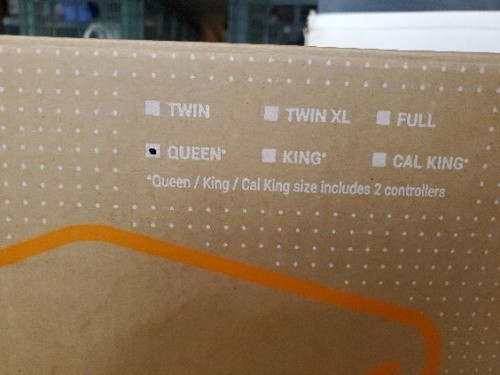 TWIN TWIN XL FULL
QUEEN* KING* CAL KING*
*Queen / King / Cal King size includes 2 controllers